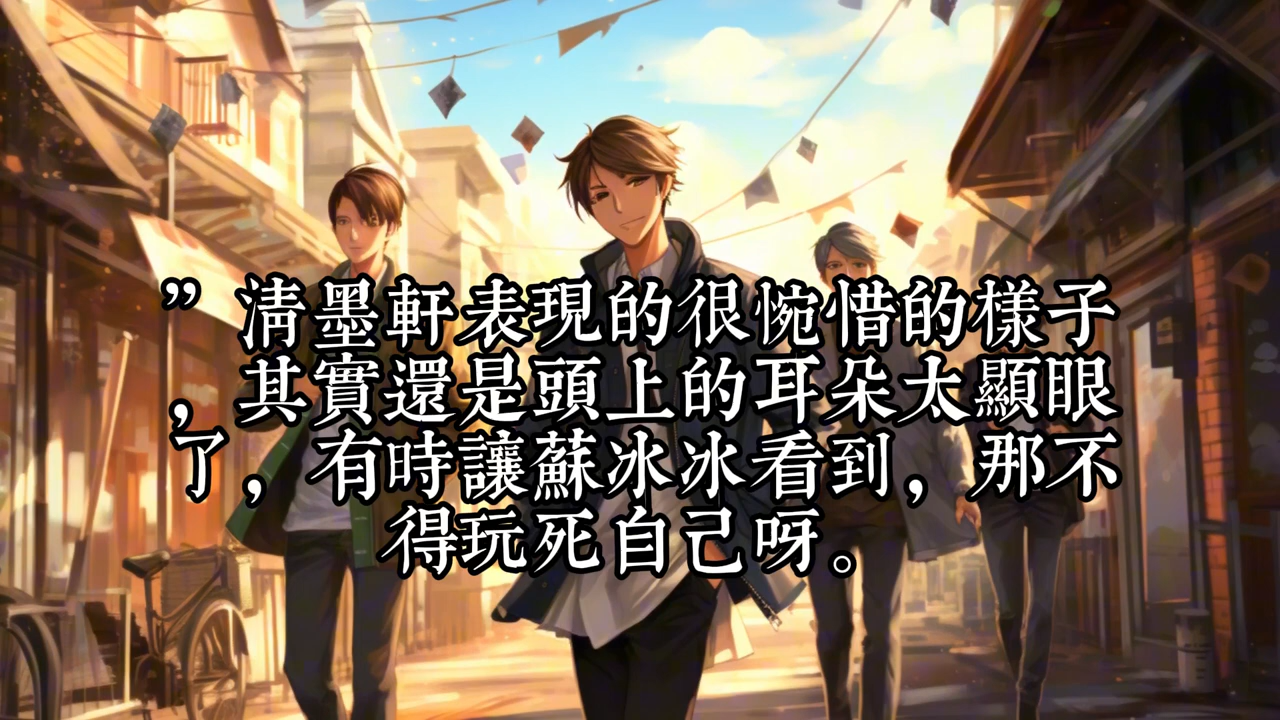 ”清墨軒表現的很惋惜的樣子
，其實還是頭上的耳朵太顯眼
了，有時讓蘇冰冰看到，那不
得玩死自己呀。